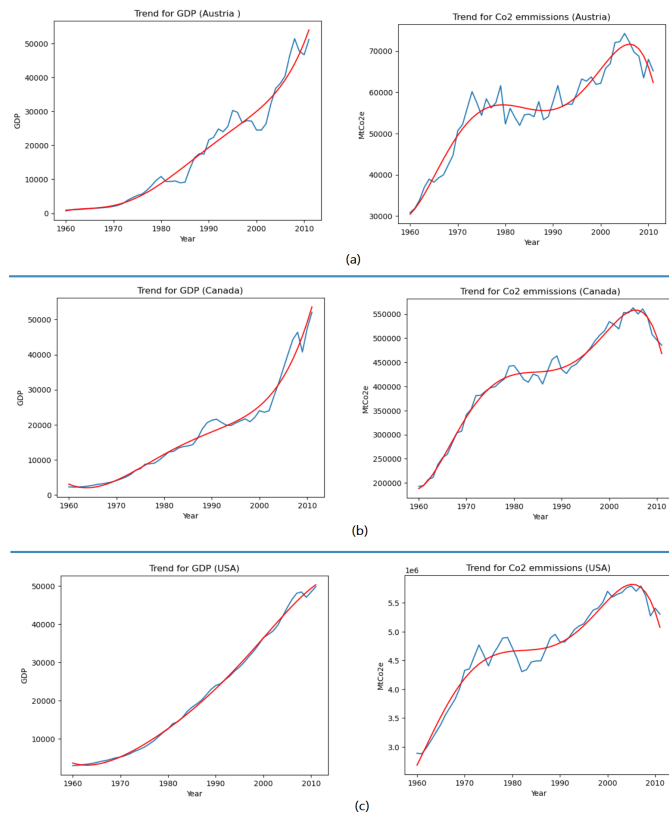 Trend for GDP (Austria )
GDP
50000
40000
30000
20000
10000
0
1960 1970 1980 1990 2000 2010
Year
Trend for Co2 emmissions (Austria)
MtCo2e
70000
60000
50000
40000
30000
1960 1970 1980 1990 2000 2010
Year
(a)
Trend for GDP (Canada)
GDP
50000
40000
30000
20000
10000
0
1960 1970 1980 1990 2000 2010
Year
Trend for Co2 emmissions (Canada)
MtCo2e
550000
500000
450000
400000
350000
300000
250000
200000
1960 1970 1980 1990 2000 2010
Year
(b)
Trend for GDP (USA)
GDP
50000
40000
30000
20000
10000
1960 1970 1980 1990 2000 2010
Year
Trend for Co2 emmissions (USA)
1e6
MtCo2e
5.5
5.0
4.5
4.0
3.5
3.0
1960 1970 1980 1990 2000 2010
Year
(c)